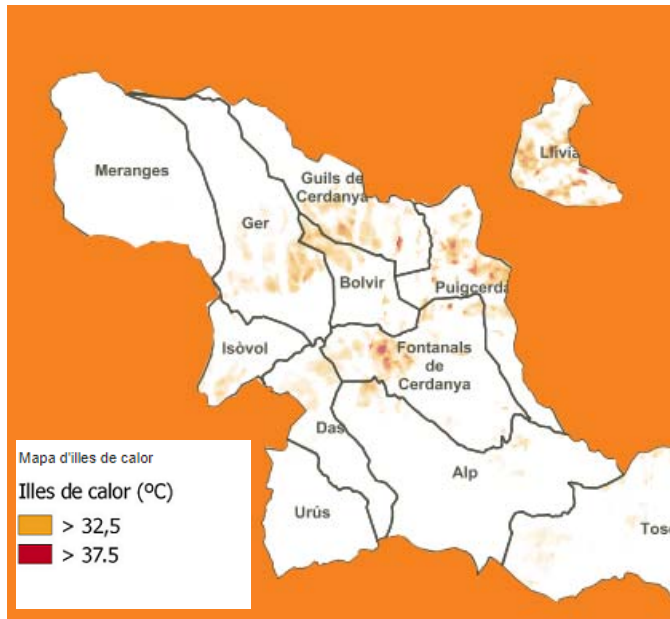 Meranges
Ger
Guils de
Cerdanya
Llívia
Bolvir
Puigcerdà
Isòvol
Fontanals
de
Cerdanya
Das
Alp
Urús
Tos
Mapa d'illes de calor
Illes de calor (ºC)
> 32,5
> 37.5